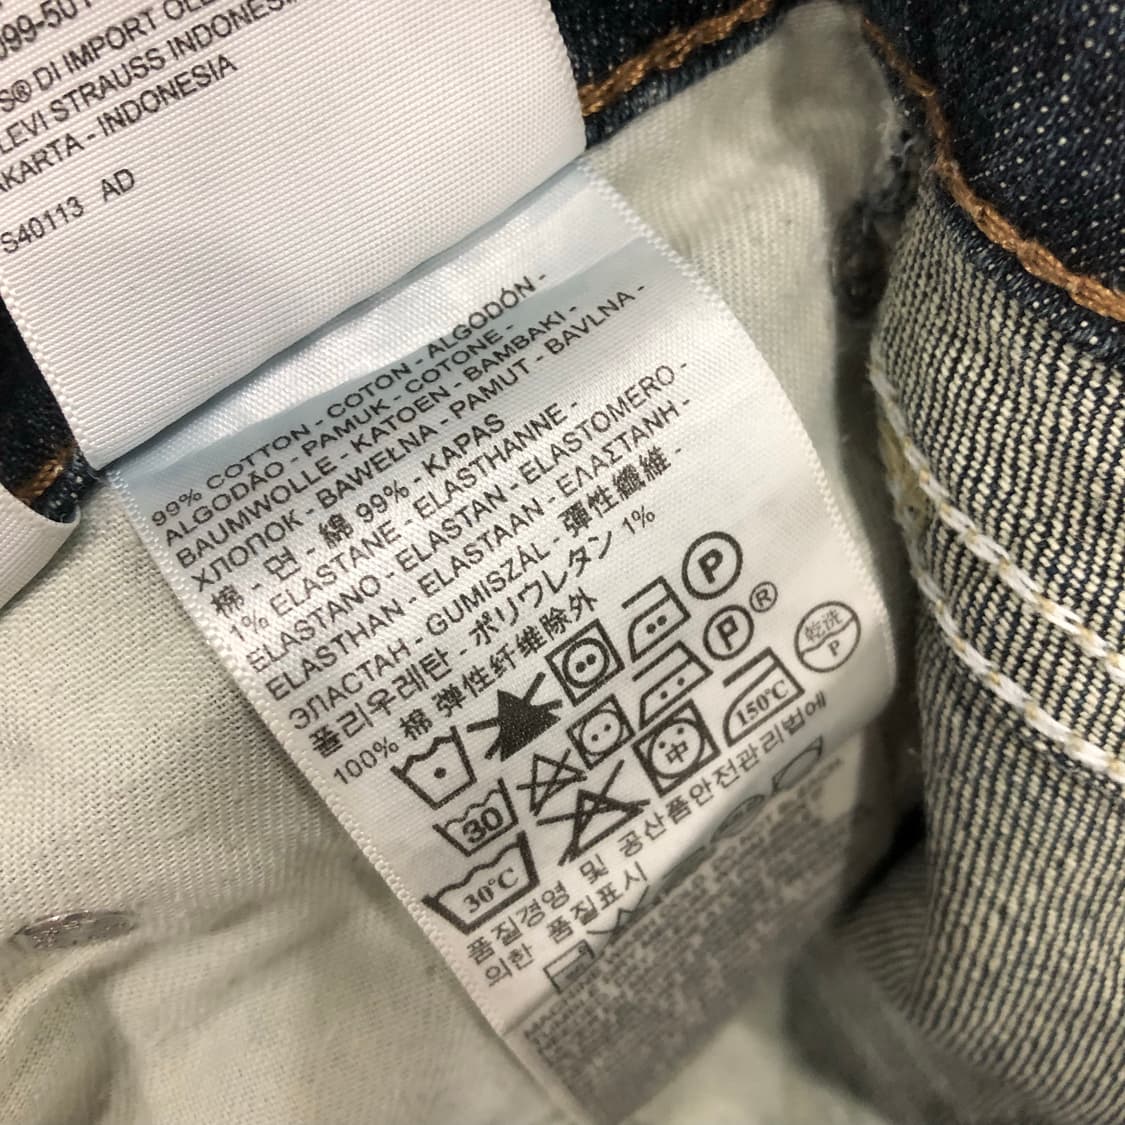 099-501
S® DI IMPORT OLE
LEVI STRAUSS INDONESI
AKARTA - INDONESIA
S40113 AD
99% COTTON - COTON - ALGODÓN -
ALGODÃO - PAMUK - COTONE -
BAUMWOLLE - KATOEN - BAMBAKI -
ХЛОПОК - BAWEŁNA - PAMUT - BAVLNA -
棉 - 면 - 綿 99% - KAPAS
1% ELASTANE - ELASTHANNE -
ELASTANO - ELASTAN - ELASTOMERO -
ELASTHAN - ELASTAAN - ΕΛΑΣΤΑΝΗ -
ЭЛАСТАН - GUMISZÁL - 彈性纖維 -
폴리우레탄 - ポリウレタン 1%
100% 棉 弹性纤维除外
P
30 P ®
30°C 中 150°C 乾洗 P
품질경영 및 공산품안전관리법에
의한 품질표시